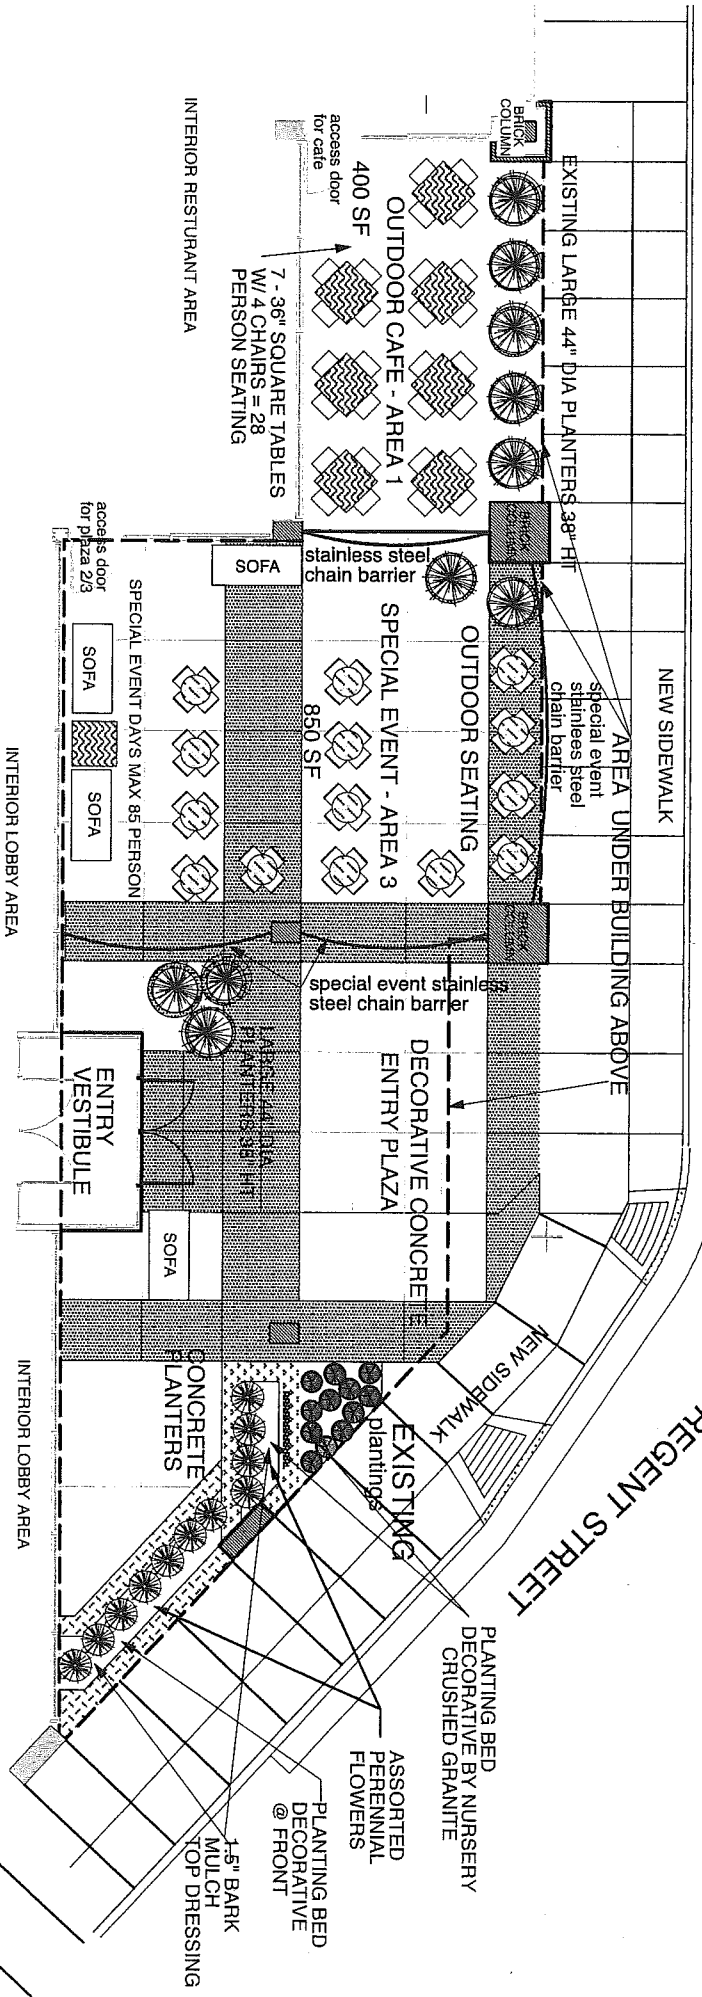 BRICK
COLUMN
EXISTING LARGE 44" DIA PLANTERS 38" HT
access door
for cafe
OUTDOOR CAFE - AREA 1
400 SF
INTERIOR RESTURANT AREA
7 - 36" SQUARE TABLES
W/ 4 CHAIRS = 28
PERSON SEATING
BRICK
COLUMN
stainless steel
chain barrier
SOFA
access door
for plaza 2/3
NEW SIDEWALK
special event
stainless steel
chain barrier
AREA UNDER BUILDING ABOVE
OUTDOOR SEATING
SPECIAL EVENT - AREA 3
850 SF
SPECIAL EVENT DAYS MAX 85 PERSON
SOFA
SOFA
INTERIOR LOBBY AREA
BRICK
COLUMN
special event stainless
steel chain barrier
LARGE 44" DIA
PLANTERS 38" HT
DECORATIVE CONCRETE
ENTRY PLAZA
ENTRY
VESTIBULE
SOFA
NEW SIDEWALK
REGENT STREET
CONCRETE
PLANTERS
EXISTING
plantings
INTERIOR LOBBY AREA
PLANTING BED
DECORATIVE BY NURSERY
CRUSHED GRANITE
ASSORTED
PERENNIAL
FLOWERS
PLANTING BED
DECORATIVE
@ FRONT
1.5" BARK
MULCH
TOP DRESSING